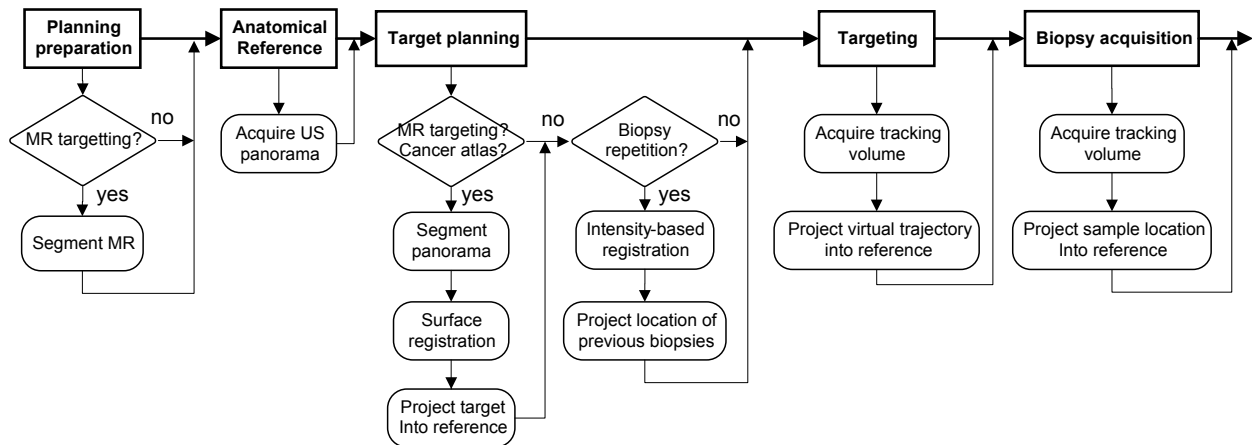 Planning
preparation
MR targetting?
no
yes
Segment MR
Anatomical
Reference
Acquire US
panorama
Target planning
MR targeting?
Cancer atlas?
no
yes
Segment
panorama
Surface
registration
Project target
Into reference
Biopsy
repetition?
no
yes
Intensity-based
registration
Project location of
previous biopsies
Targeting
Acquire tracking
volume
Project virtual trajectory
into reference
Biopsy acquisition
Acquire tracking
volume
Project sample location
Into reference